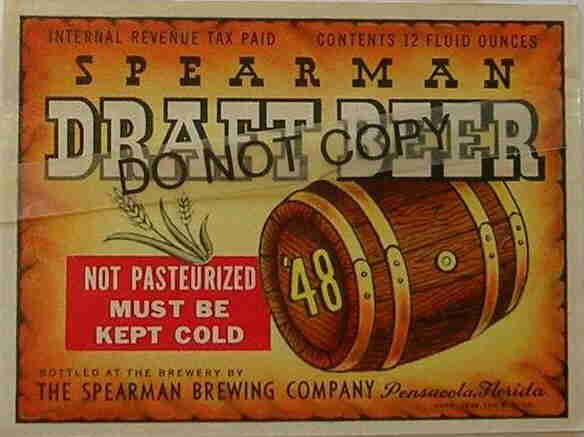 INTERNAL REVENUE TAX PAID CONTENTS 12 FLUID OUNCES
SPEARMAN
DRAFT BEER
DO NOT COPY
'48
NOT PASTEURIZED
MUST BE
KEPT COLD
BOTTLED AT THE BREWERY BY
THE SPEARMAN BREWING COMPANY Pensacola, Florida